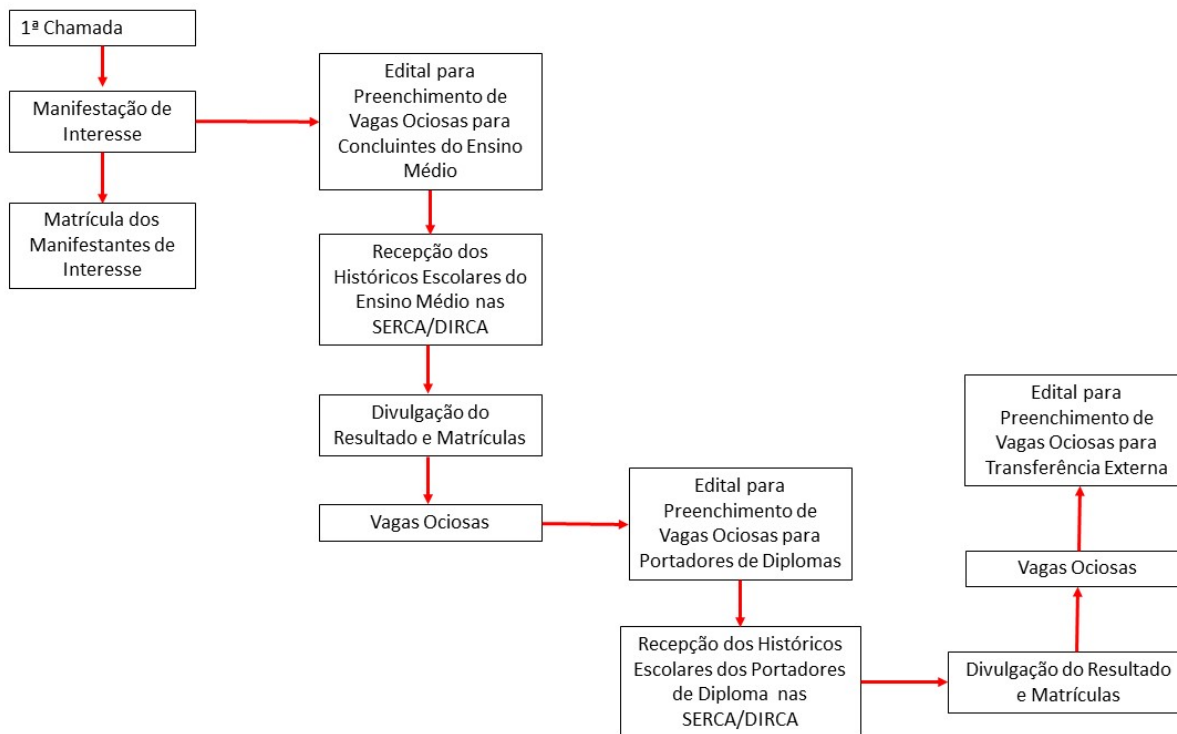 1ª Chamada
Manifestação de
Interesse
Matrícula dos
Manifestantes de
Interesse
Edital para
Preenchimento de
Vagas Ociosas para
Concluintes do Ensino
Médio
Recepção dos
Históricos Escolares do
Ensino Médio nas
SERCA/DIRCA
Divulgação do
Resultado e Matrículas
Vagas Ociosas
Edital para
Preenchimento de
Vagas Ociosas para
Portadores de Diplomas
Recepção dos Históricos
Escolares dos Portadores
de Diploma nas
SERCA/DIRCA
Divulgação do Resultado
e Matrículas
Vagas Ociosas
Edital para
Preenchimento de
Vagas Ociosas para
Transferência Externa